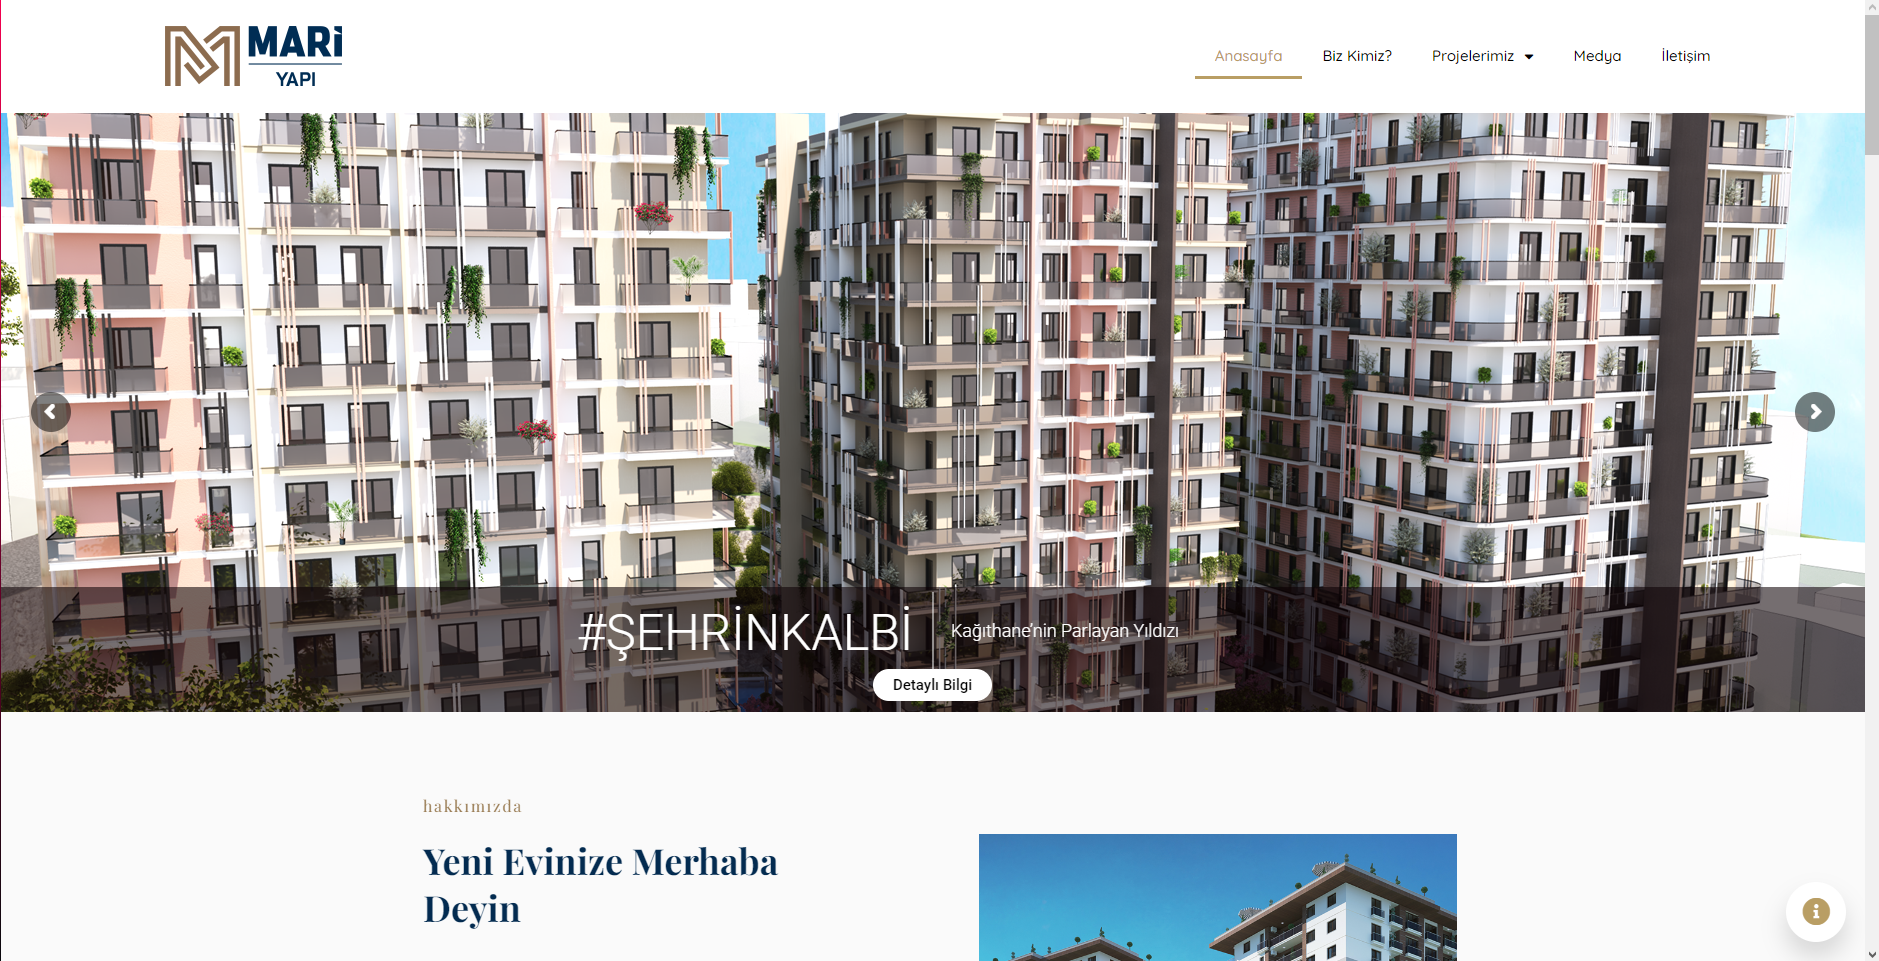 MARİ
YAPI
Anasayfa
Biz Kimiz?
Projelerimiz
Medya
İletişim
#ŞEHRİNKALBİ
Kağıthane'nin Parlayan Yıldızı
Detaylı Bilgi
hakkımızda
Yeni Evinize Merhaba
Deyin